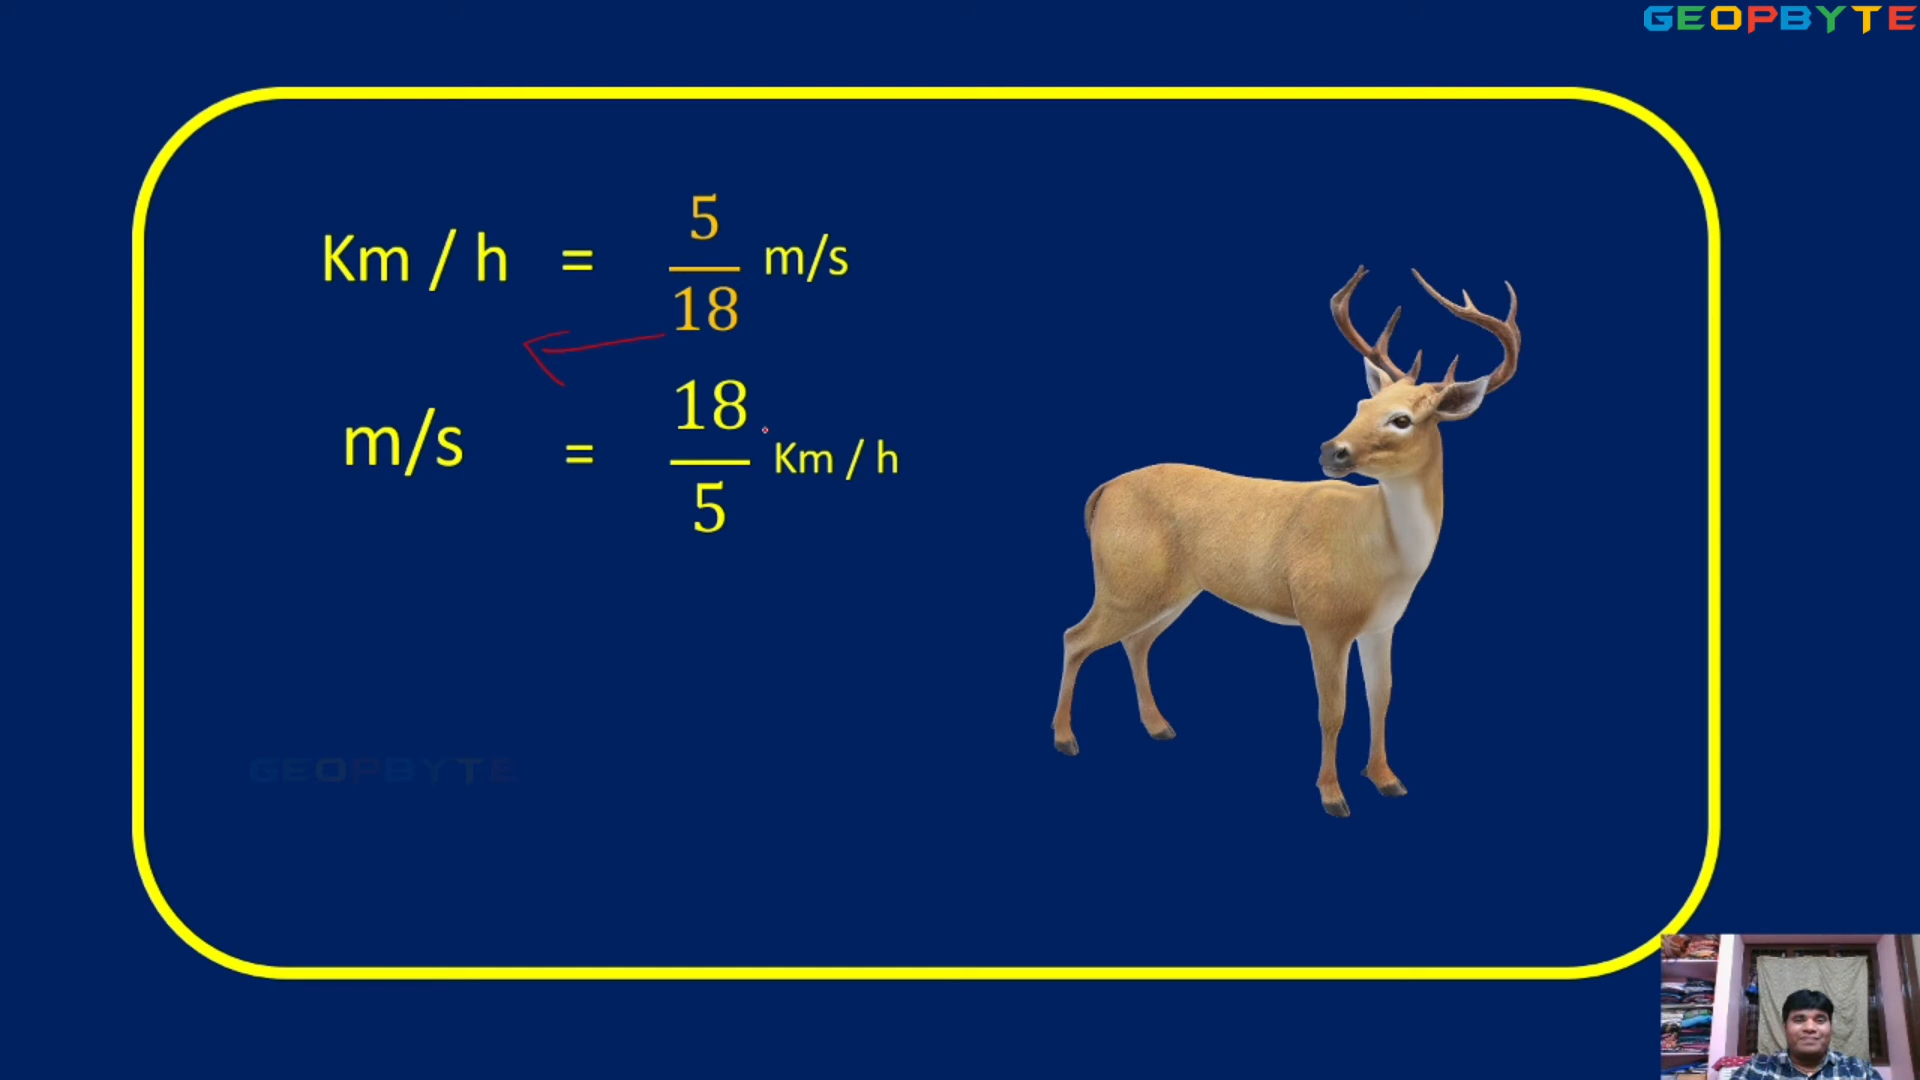 GEOPBYTE
Km / h = 5/18 m/s
m/s = 18/5 Km / h
GEOPBYTE